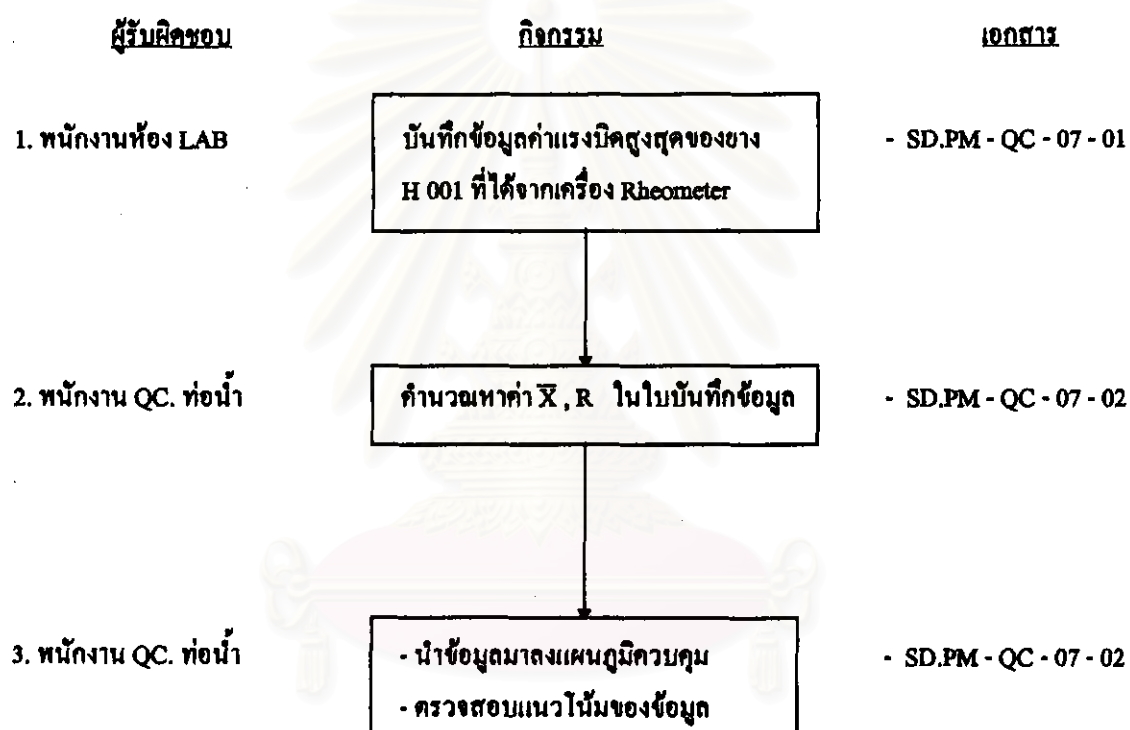 ผู้รับผิดชอบ กิจกรรม เอกสาร
1. พนักงานห้อง LAB บันทึกข้อมูลค่าแรงบิดสูงสุดของยาง - SD.PM - QC - 07 - 01
H 001 ที่ได้จากเครื่อง Rheometer
2. พนักงาน QC. ท่อน้ำ คำนวณหาค่า X̅ , R ในใบบันทึกข้อมูล - SD.PM - QC - 07 - 02
3. พนักงาน QC. ท่อน้ำ - นำข้อมูลมาลงแผนภูมิควบคุม - SD.PM - QC - 07 - 02
- ตรวจสอบแนวโน้มของข้อมูล